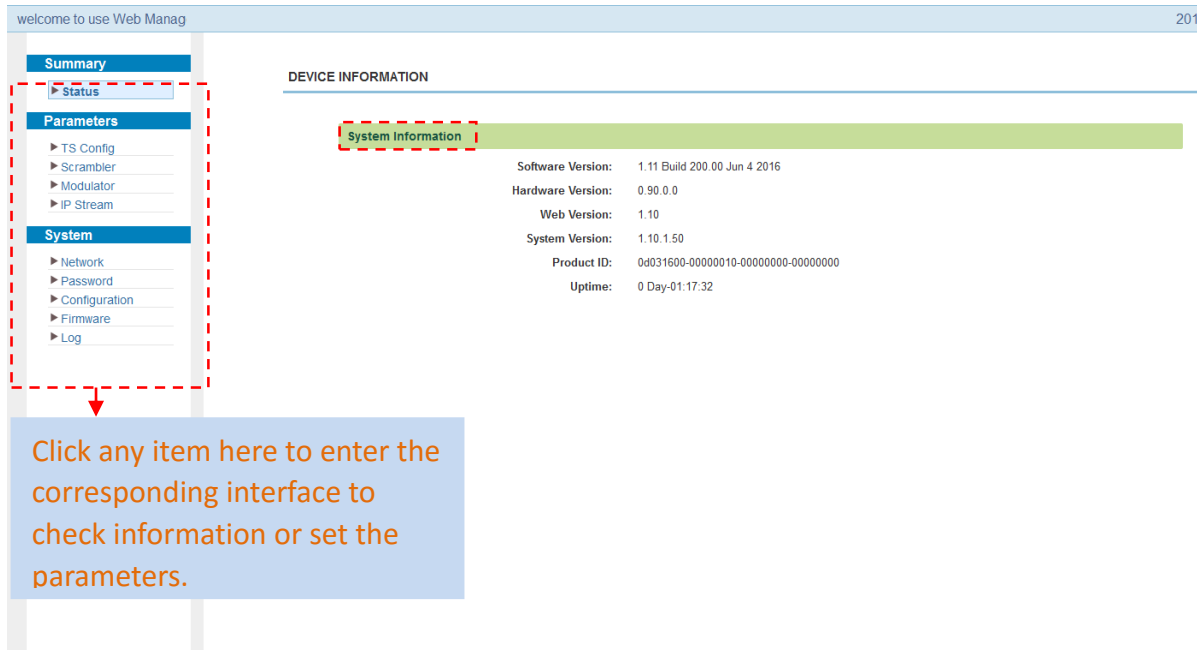 welcome to use Web Manag
201
Summary
Status
Parameters
TS Config
Scrambler
Modulator
IP Stream
System
Network
Password
Configuration
Firmware
Log
DEVICE INFORMATION
System Information
Software Version: 1.11 Build 200.00 Jun 4 2016
Hardware Version: 0.90.0.0
Web Version: 1.10
System Version: 1.10.1.50
Product ID: 0d031600-00000010-00000000-00000000
Uptime: 0 Day-01:17:32
Click any item here to enter the
corresponding interface to
check information or set the
parameters.